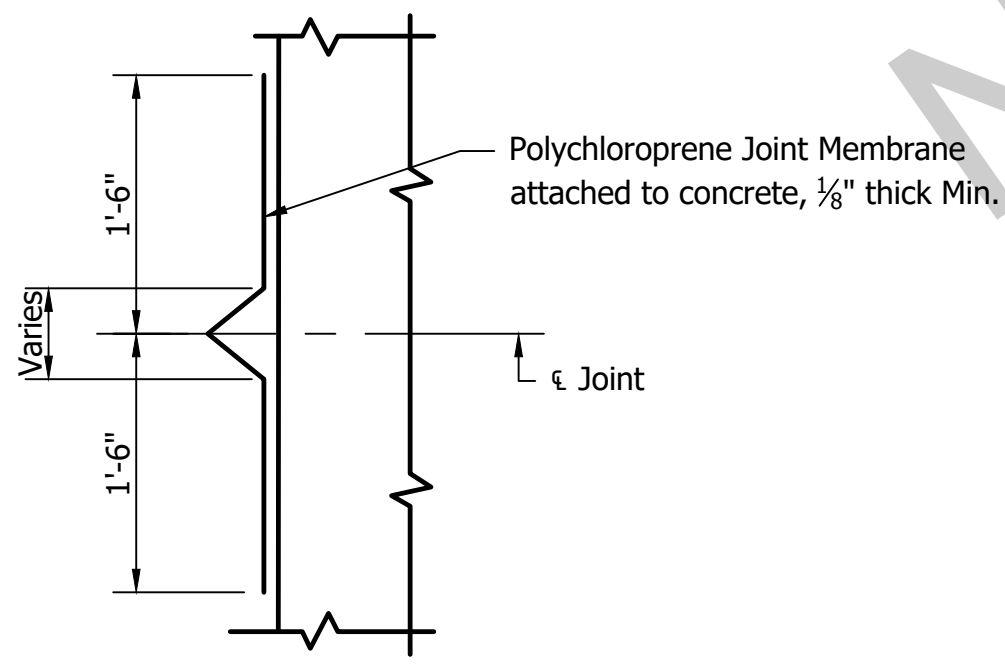 1'-6"
Polychloroprene Joint Membrane
attached to concrete, ⅛" thick Min.
Varies
℄ Joint
1'-6"